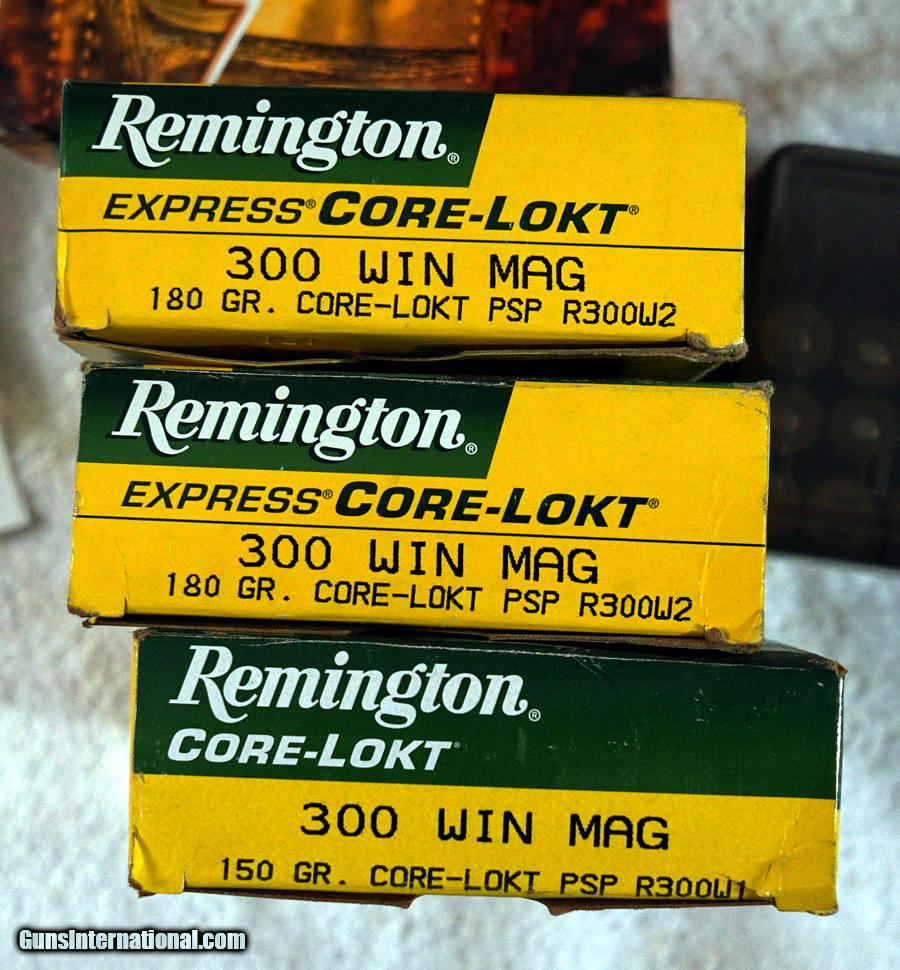 Remington®
EXPRESS® CORE-LOKT®
300 WIN MAG
180 GR. CORE-LOKT PSP R300W2
Remington®
EXPRESS® CORE-LOKT®
300 WIN MAG
180 GR. CORE-LOKT PSP R300W2
Remington®
CORE-LOKT®
300 WIN MAG
150 GR. CORE-LOKT PSP R300W1
GunsInternational.com